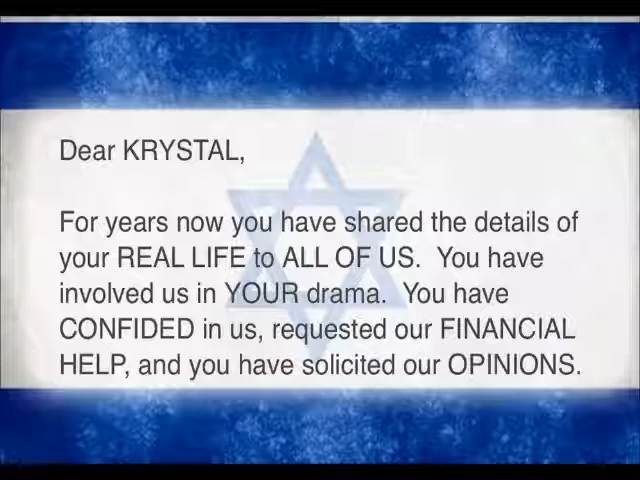 Dear KRYSTAL,
For years now you have shared the details of
your REAL LIFE to ALL OF US.  You have
involved us in YOUR drama.  You have
CONFIDED in us, requested our FINANCIAL
HELP, and you have solicited our OPINIONS.